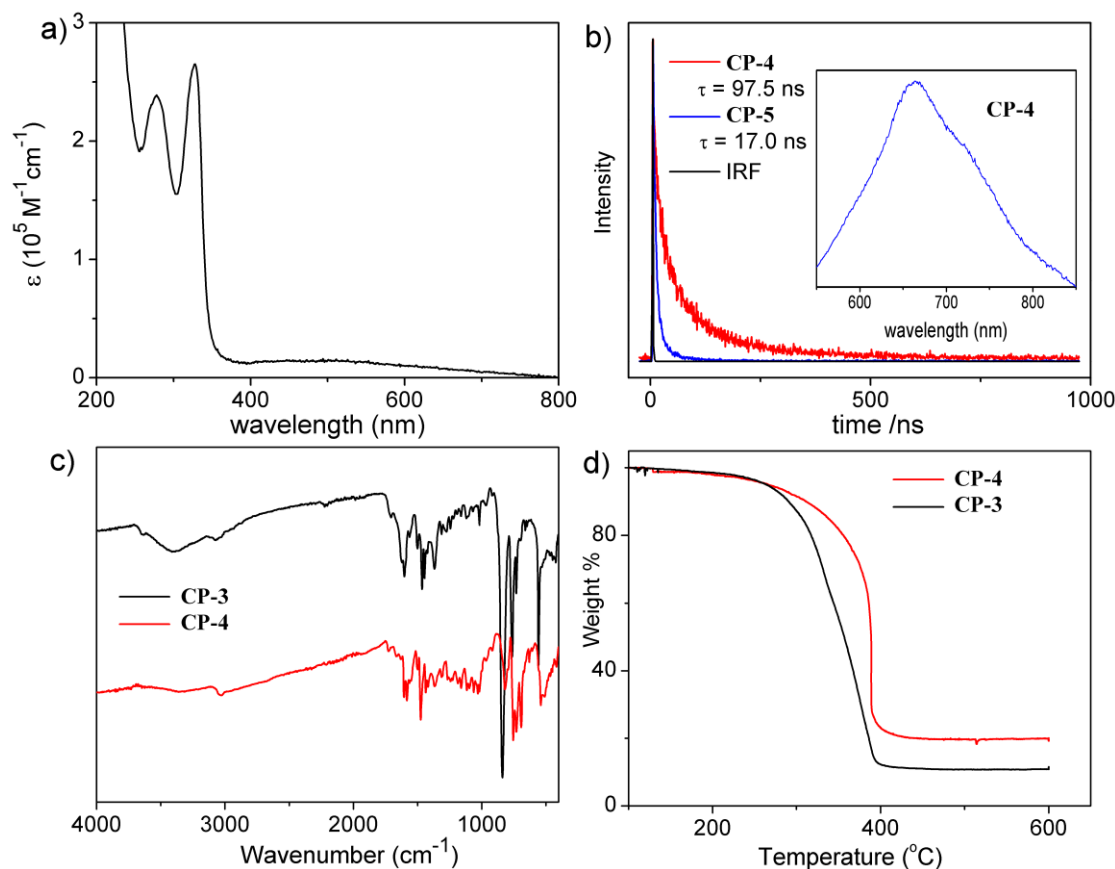 a)
3
2
1
0
ε (10⁵ M⁻¹cm⁻¹)
200 400 600 800
wavelength (nm)
b)
CP-4
τ = 97.5 ns
CP-5
τ = 17.0 ns
IRF
CP-4
600 700 800
wavelength (nm)
Intensity
0 500 1000
time /ns
c)
CP-3
CP-4
4000 3000 2000 1000
Wavenumber (cm⁻¹)
d)
CP-4
CP-3
80
40
0
Weight %
200 400 600
Temperature (°C)